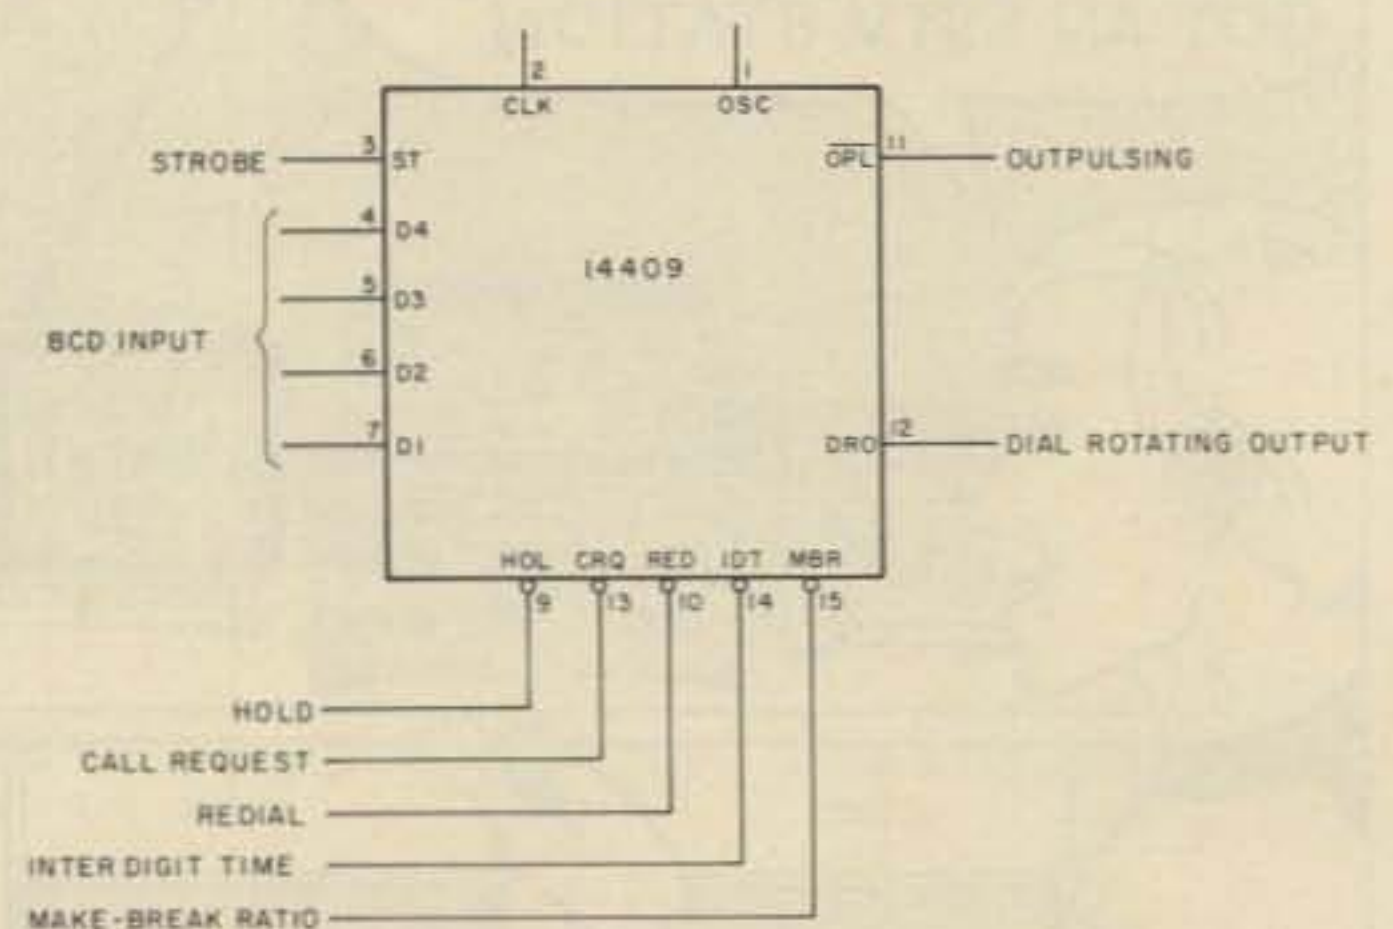 2 1
CLK OSC
STROBE 3 ST OPL 11 OUTPULSING
4 D4
14409
5 D3
BCD INPUT
6 D2
7 D1 DRO 12 DIAL ROTATING OUTPUT
HOL CRQ RED IDT MBR
9 13 10 14 15
HOLD
CALL REQUEST
REDIAL
INTER DIGIT TIME
MAKE-BREAK RATIO